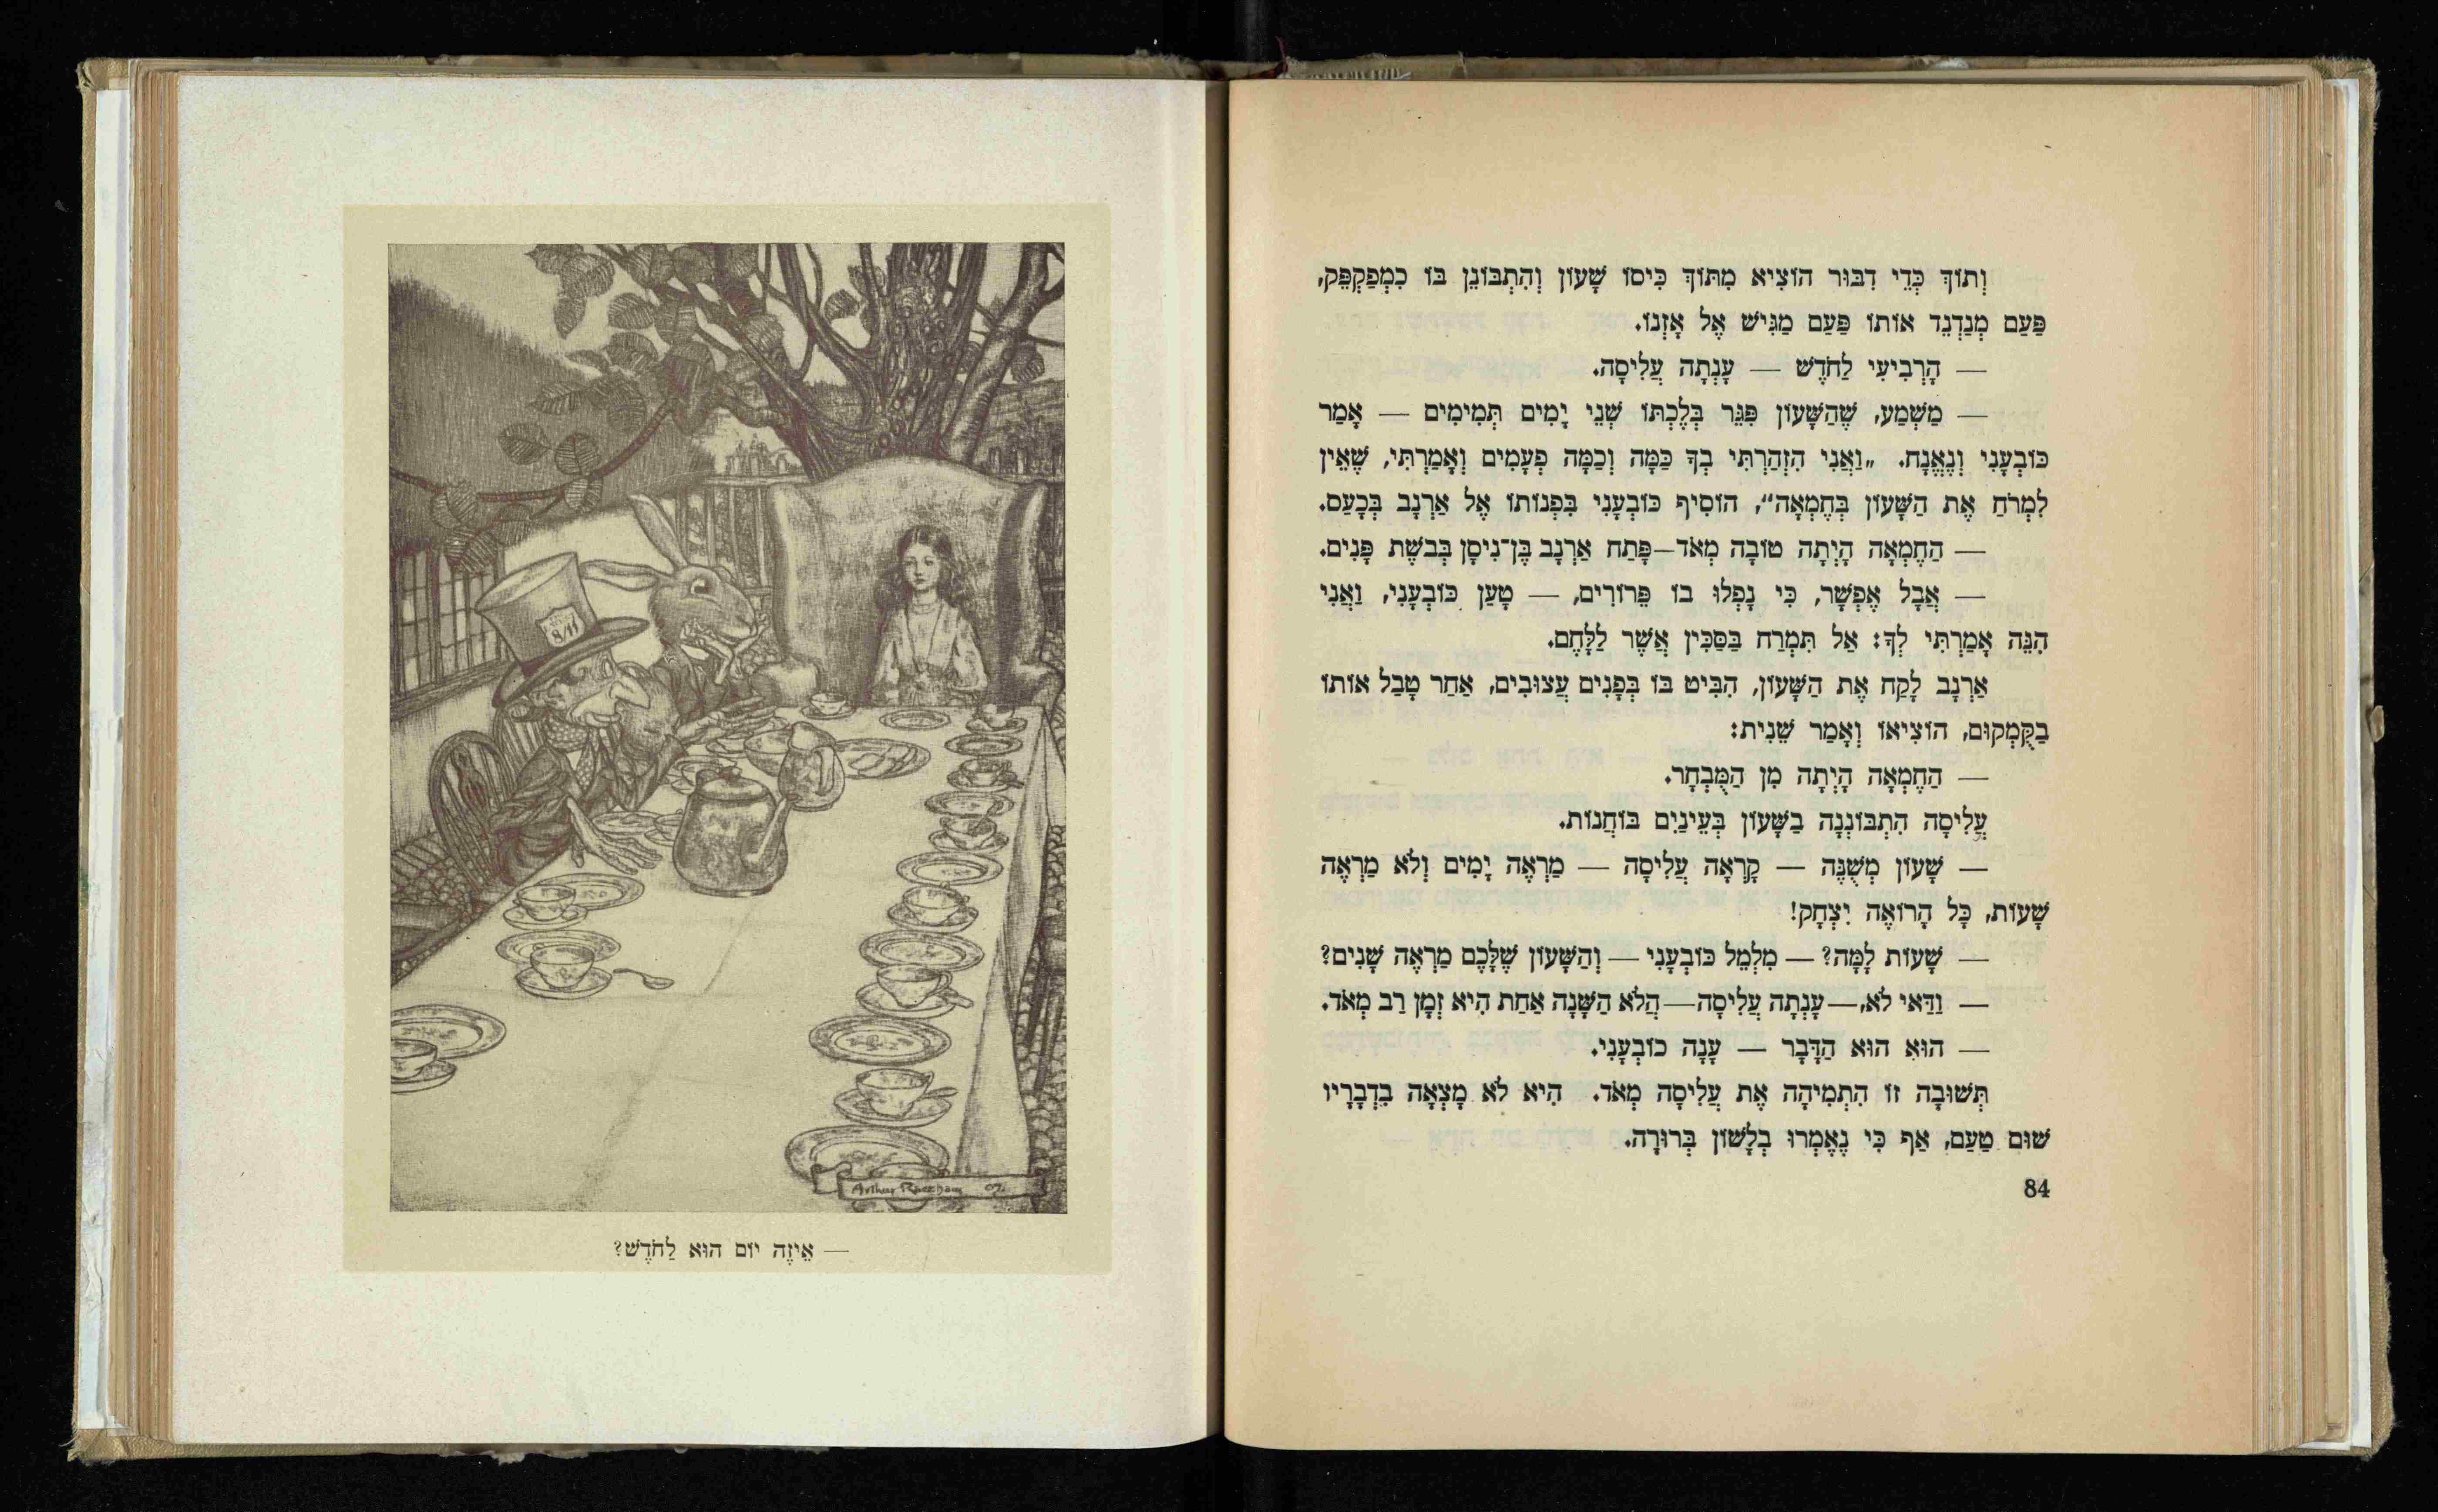 וְתוֹךְ כְּדֵי דִבּוּר הוֹצִיא מִתּוֹךְ כִּיסוֹ שָׁעוֹן וְהִתְבּוֹנֵן בּוֹ כִמְפַקְפֵּק,
פַּעַם מְנַדְנֵד אוֹתוֹ פַּעַם מַגִּישׁ אֶל אָזְנוֹ.
— הָרְבִיעִי לַחֹדֶשׁ — עָנְתָה עֲלִיסָה.
— מַשְׁמַע, שֶׁהַשָּׁעוֹן פִּגֵּר בְּלֶכְתּוֹ שְׁנֵי יָמִים תְּמִימִים — אָמַר
כּוֹבְעָנִי וְנֶאֱנָח. „וַאֲנִי הִזְהַרְתִּי בְךָ כַּמָּה וְכַמָּה פְעָמִים וְאָמַרְתִּי, שֶׁאֵין
לִמְרֹחַ אֶת הַשָּׁעוֹן בְּחֶמְאָה“, הוֹסִיף כּוֹבְעָנִי בִּפְנוֹתוֹ אֶל אַרְנָב בְּכָעַס.
— הַחֶמְאָה הָיְתָה טוֹבָה מְאֹד—פָּתַח אַרְנָב בֶּן־נִיסָן בְּבֹשֶׁת פָּנִים.
— אֲבָל אֶפְשָׁר, כִּי נָפְלוּ בוֹ פֵּרוּרִים, — טָעַן כּוֹבְעָנִי, וַאֲנִי
הִנֵּה אָמַרְתִּי לְךָ: אַל תִּמְרַח בַּסַּכִּין אֲשֶׁר לַלָּחֶם.
אַרְנָב לָקַח אֶת הַשָּׁעוֹן, הִבִּיט בּוֹ בְּפָנִים עֲצוּבִים, אַחַר טָבַל אוֹתוֹ
בַקֻּמְקוּם, הוֹצִיאוֹ וְאָמַר שֵׁנִית:
— הַחֶמְאָה הָיְתָה מִן הַמֻּבְחָר.
עֲלִיסָה הִתְבּוֹנְנָה בַשָּׁעוֹן בְּעֵינַיִם בּוֹחֲנוֹת.
— שָׁעוֹן מְשֻׁנֶּה — קָרְאָה עֲלִיסָה — מַרְאֶה יָמִים וְלֹא מַרְאֶה
שָׁעוֹת, כָּל הָרוֹאֶה יִצְחָק!
— שָׁעוֹת לָמָּה? — מִלְמֵל כּוֹבְעָנִי — וְהַשָּׁעוֹן שֶׁלָּכֶם מַרְאֶה שָׁנִים?
— וַדַּאי לֹא,—עָנְתָה עֲלִיסָה—הֲלֹא הַשָּׁנָה אַחַת הִיא זְמָן רַב מְאֹד.
— הוּא הוּא הַדָּבָר — עָנָה כוֹבְעָנִי.
תְּשׁוּבָה זוֹ הִתְמִיהָה אֶת עֲלִיסָה מְאֹד. הִיא לֹא מָצְאָה בִדְבָרָיו
שׁוּם טַעַם, אַף כִּי נֶאֶמְרוּ בְלָשׁוֹן בְּרוּרָה.
84
8/11
Arthur Rackham 07.
— אֵיזֶה יוֹם הוּא לַחֹדֶשׁ?